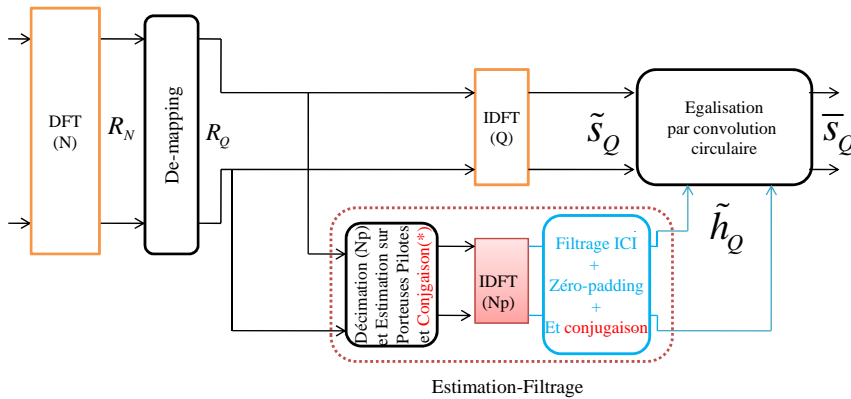 DFT
(N)
R_N
De-mapping
R_Q
IDFT
(Q)
s̃_Q
Egalisation
par convolution
circulaire
s̅_Q
h̃_Q
Décimation (Np)
et Estimation sur
Porteuses Pilotes
et Conjgaison(*)
IDFT
(Np)
Filtrage ICI
+
Zéro-padding
+
Et conjugaison
Estimation-Filtrage